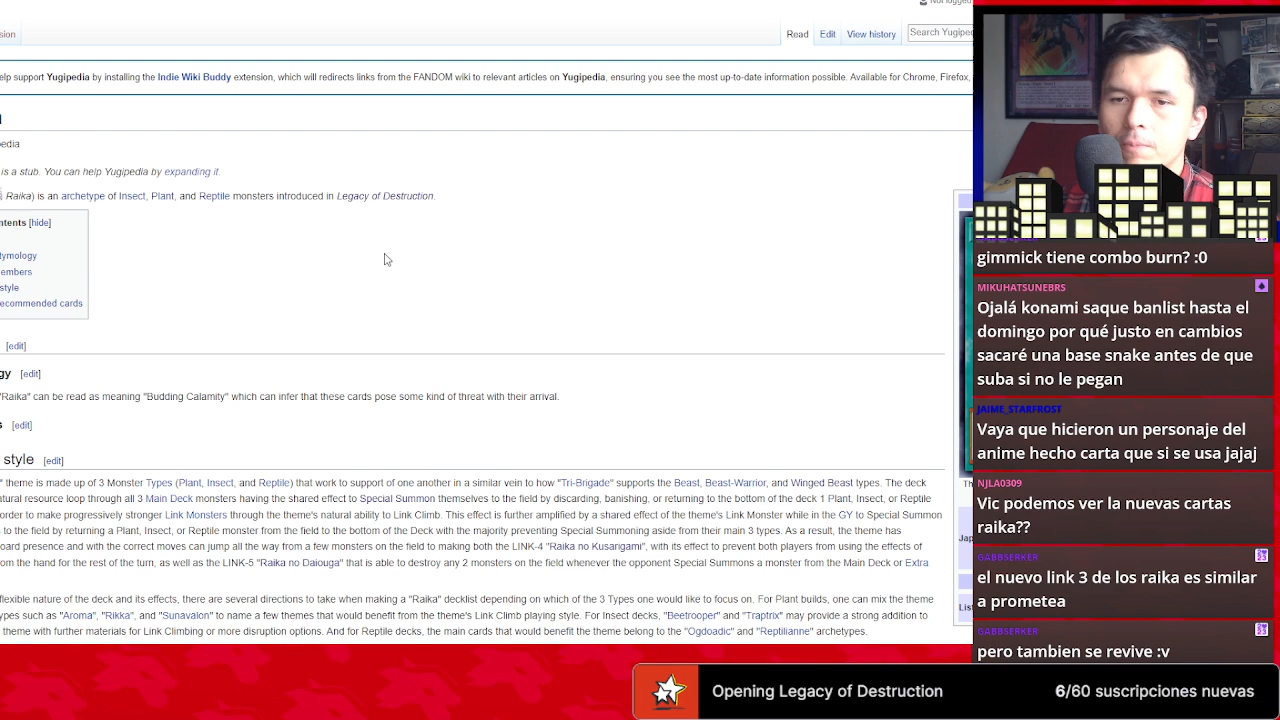 Not logged
sion
Read Edit View history Search Yugipe
elp support Yugipedia by installing the Indie Wiki Buddy extension, which will redirects links from the FANDOM wiki to relevant articles on Yugipedia, ensuring you see the most up-to-date information possible. Available for Chrome, Firefox,
edia
is a stub. You can help Yugipedia by expanding it.
Raika) is an archetype of Insect, Plant, and Reptile monsters introduced in Legacy of Destruction.
ntents [hide]
tymology
embers
style
ecommended cards
[edit]
gy [edit]
"Raika" can be read as meaning "Budding Calamity" which can infer that these cards pose some kind of threat with their arrival.
s [edit]
style [edit]
" theme is made up of 3 Monster Types (Plant, Insect, and Reptile) that work to support of one another in a similar vein to how "Tri-Brigade" supports the Beast, Beast-Warrior, and Winged Beast types. The deck
atural resource loop through all 3 Main Deck monsters having the shared effect to Special Summon themselves to the field by discarding, banishing, or returning to the bottom of the deck 1 Plant, Insect, or Reptile
order to make progressively stronger Link Monsters through the theme's natural ability to Link Climb. This effect is further amplified by a shared effect of the theme's Link Monster while in the GY to Special Summon
s to the field by returning a Plant, Insect, or Reptile monster from the field to the bottom of the Deck with the majority preventing Special Summoning aside from their main 3 types. As a result, the theme has
oard presence and with the correct moves can jump all the way from a few monsters on the field to making both the LINK-4 "Raika no Kusarigami", with its effect to prevent both players from using the effects of
om the hand for the rest of the turn, as well as the LINK-5 "Raika no Daiouga" that is able to destroy any 2 monsters on the field whenever the opponent Special Summons a monster from the Main Deck or Extra
flexible nature of the deck and its effects, there are several directions to take when making a "Raika" decklist depending on which of the 3 Types one would like to focus on. For Plant builds, one can mix the theme
ypes such as "Aroma", "Rikka", and "Sunavalon" to name a few themes that would benefit from the theme's Link Climb playing style. For Insect decks, "Beetrooper" and "Traptrix" may provide a strong addition to
theme with further materials for Link Climbing or more disruption options. And for Reptile decks, the main cards that would benefit the theme belong to the "Ogdoadic" and "Reptilianne" archetypes.
Th
Jap
List
gimmick tiene combo burn? :0
MIKUHATSUNEBRS
Ojalá konami saque banlist hasta el
domingo por qué justo en cambios
sacaré una base snake antes de que
suba si no le pegan
JAIME_STARFROST
Vaya que hicieron un personaje del
anime hecho carta que si se usa jajaj
NJLA0309
Vic podemos ver la nuevas cartas
raika??
GABBSERKER
el nuevo link 3 de los raika es similar
a prometea
GABBSERKER
pero tambien se revive :v
Opening Legacy of Destruction 6/60 suscripciones nuevas